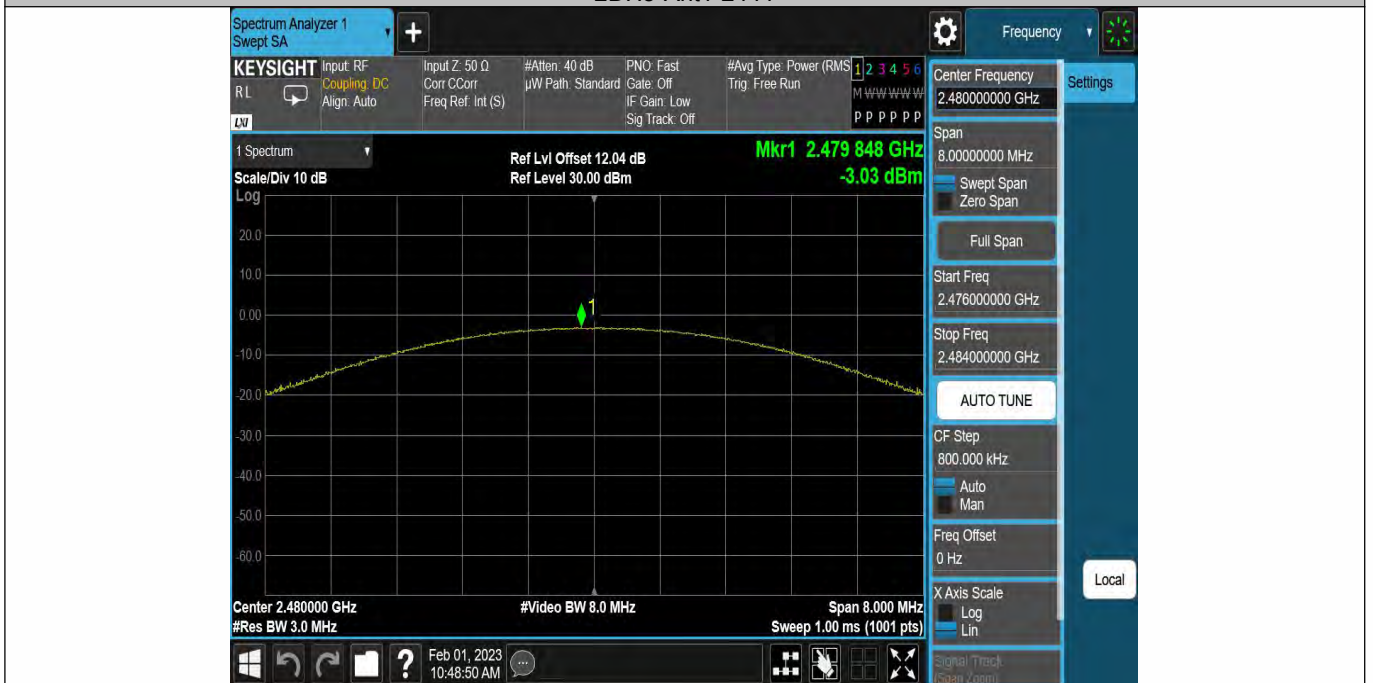 Spectrum Analyzer 1
Swept SA
+
Frequency
KEYSIGHT
RL
LXI
Input: RF
Coupling: DC
Align: Auto
Input Z: 50 Ω
Corr CCorr
Freq Ref: Int (S)
#Atten: 40 dB
µW Path: Standard
PNO: Fast
Gate: Off
IF Gain: Low
Sig Track: Off
#Avg Type: Power (RMS
Trig: Free Run
1 2 3 4 5 6
M W W W W W
P P P P P P
1 Spectrum
Scale/Div 10 dB
Log
Ref Lvl Offset 12.04 dB
Ref Level 30.00 dBm
Mkr1 2.479 848 GHz
-3.03 dBm
20.0
10.0
0.00
-10.0
-20.0
-30.0
-40.0
-50.0
-60.0
1
Center 2.480000 GHz
#Res BW 3.0 MHz
#Video BW 8.0 MHz
Span 8.000 MHz
Sweep 1.00 ms (1001 pts)
Feb 01, 2023
10:48:50 AM
?
Center Frequency
2.480000000 GHz
Settings
Span
8.00000000 MHz
Swept Span
Zero Span
Full Span
Start Freq
2.476000000 GHz
Stop Freq
2.484000000 GHz
AUTO TUNE
CF Step
800.000 kHz
Auto
Man
Freq Offset
0 Hz
Local
X Axis Scale
Log
Lin
Signal Track
(Span Zoom)